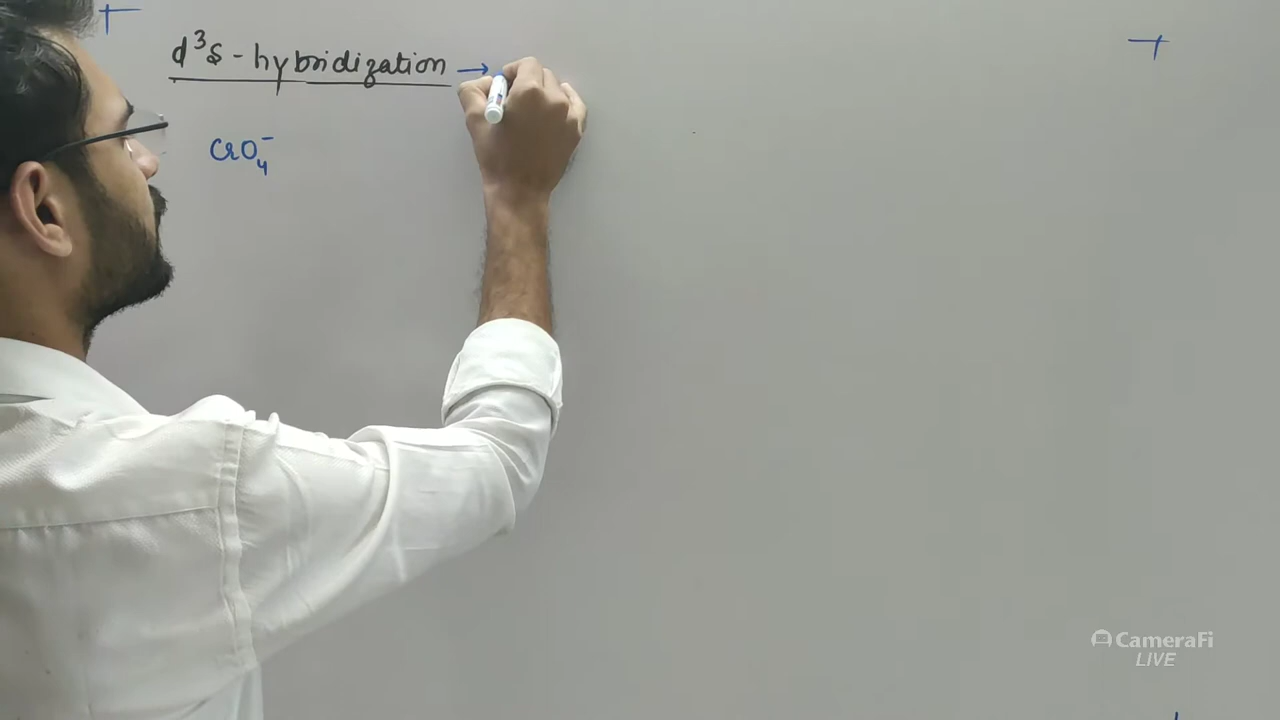 d³s - hybridization →
CrO₄⁻
CameraFi
LIVE